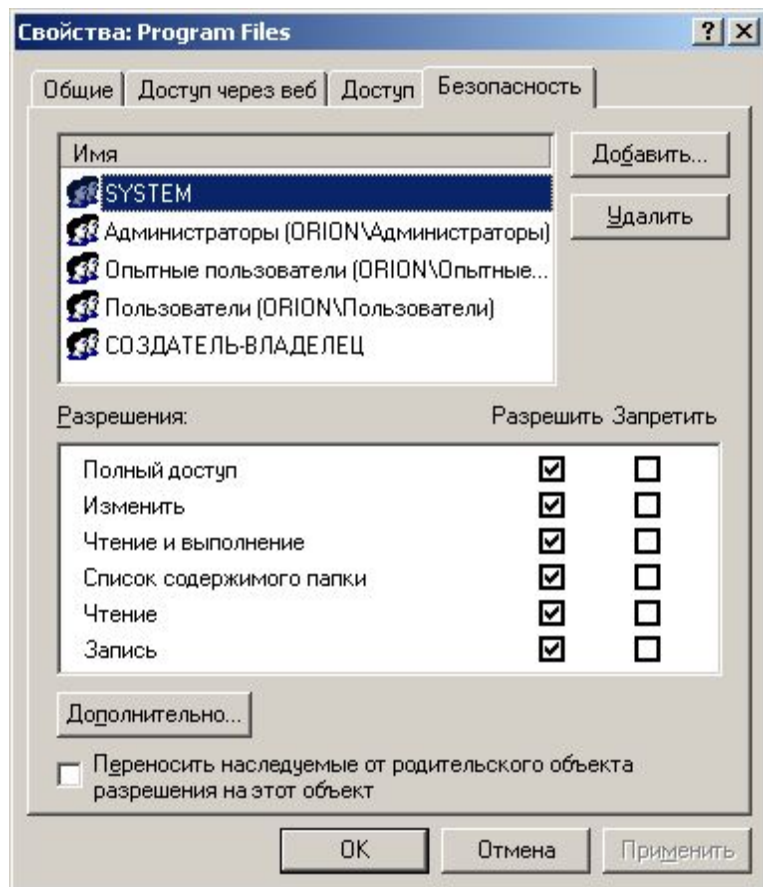 Свойства: Program Files
Общие Доступ через веб Доступ Безопасность
Имя
SYSTEM
Администраторы (ORION\Администраторы)
Опытные пользователи (ORION\Опытные...
Пользователи (ORION\Пользователи)
СОЗДАТЕЛЬ-ВЛАДЕЛЕЦ
Добавить...
Удалить
Разрешения: Разрешить Запретить
Полный доступ
Изменить
Чтение и выполнение
Список содержимого папки
Чтение
Запись
Дополнительно...
Переносить наследуемые от родительского объекта
разрешения на этот объект
OK Отмена Применить